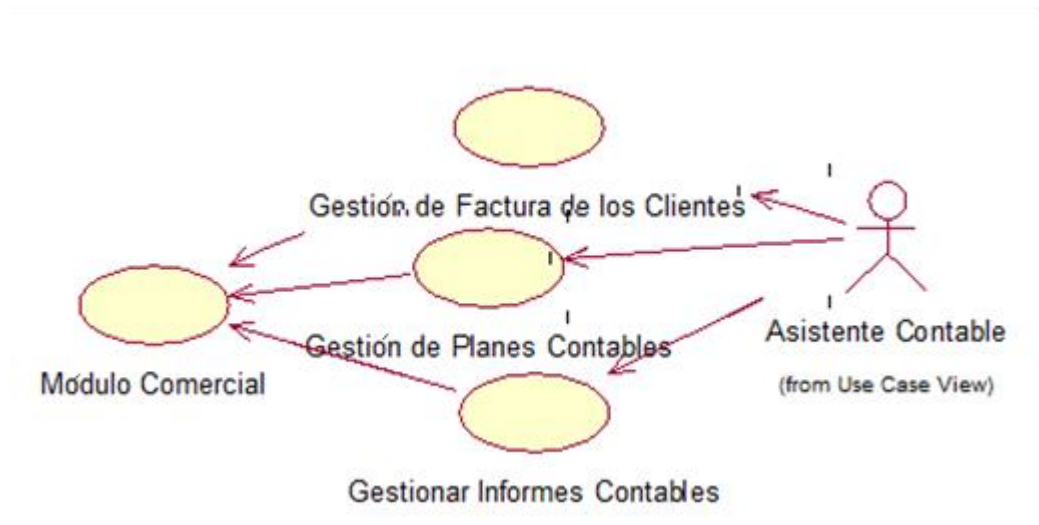 Gestión de Factura de los Clientes
Gestión de Planes Contables
Asistente Contable
Módulo Comercial
(from Use Case View)
Gestionar Informes Contables